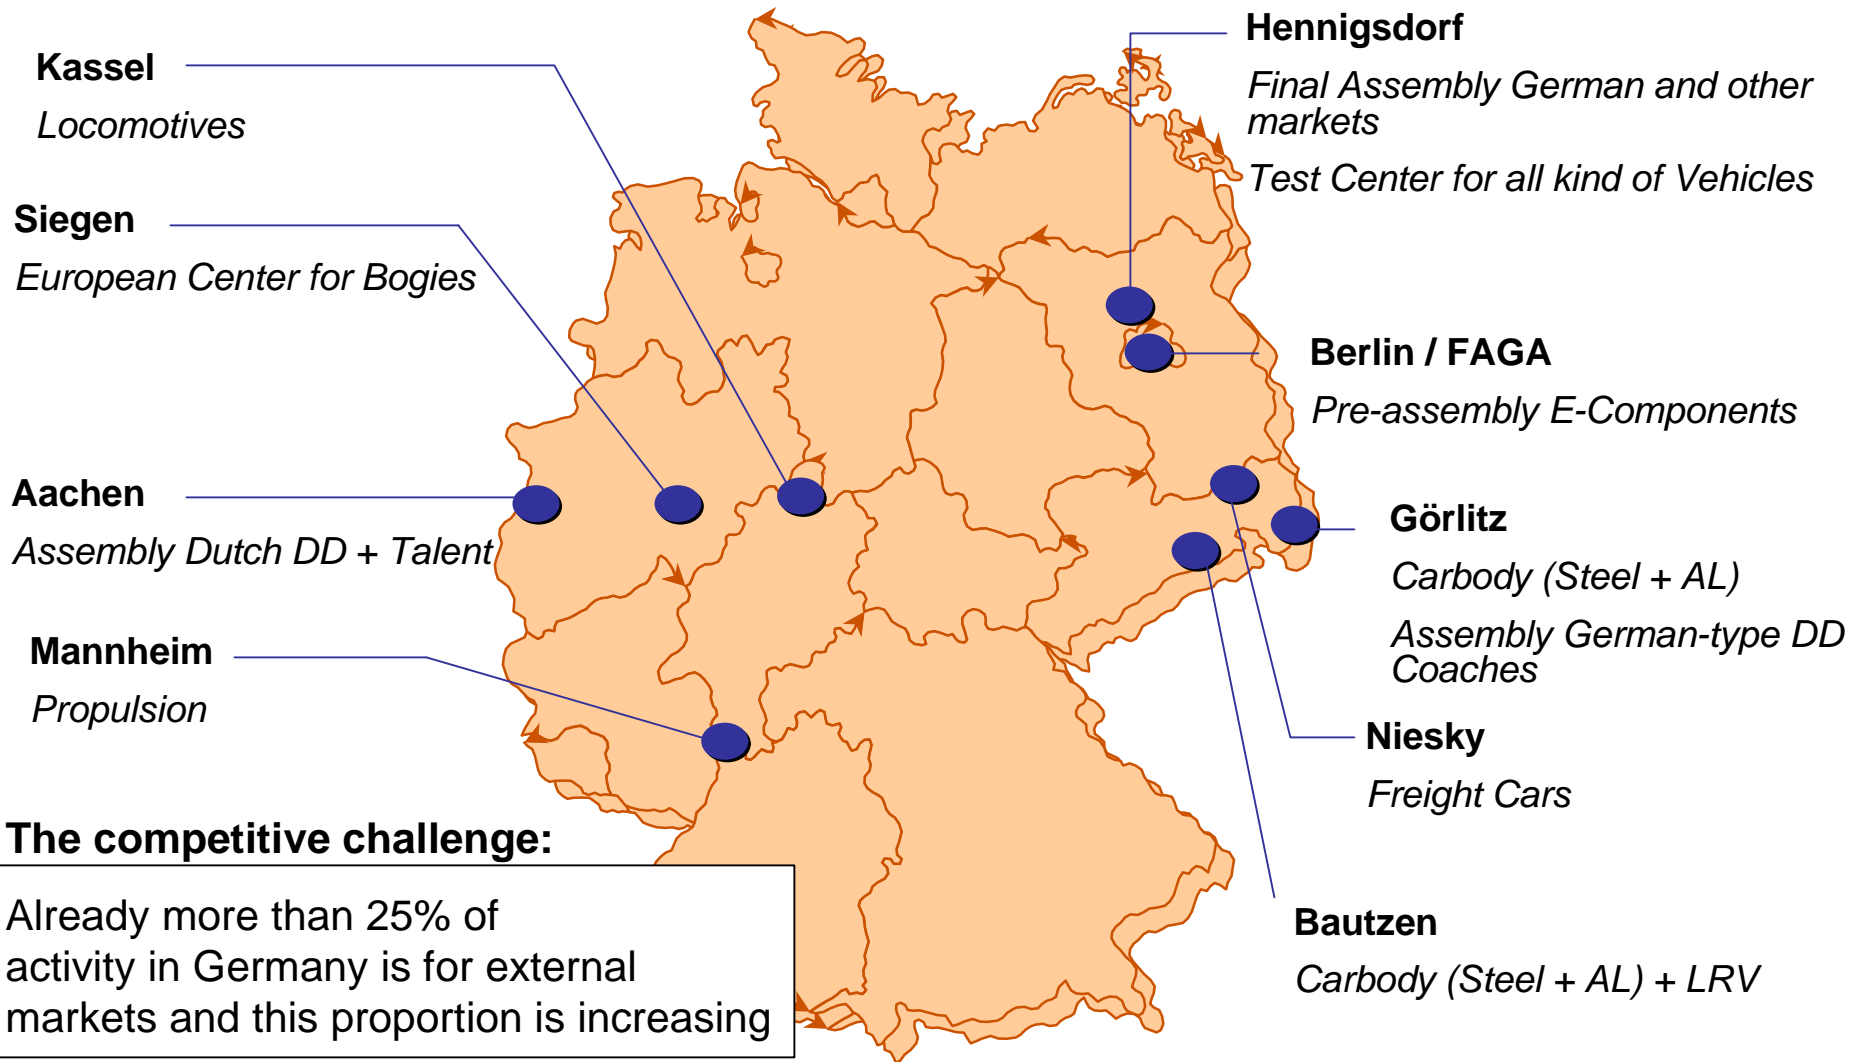 Kassel
Locomotives
Siegen
European Center for Bogies
Aachen
Assembly Dutch DD + Talent
Mannheim
Propulsion
The competitive challenge:
Already more than 25% of
activity in Germany is for external
markets and this proportion is increasing
Hennigsdorf
Final Assembly German and other
markets
Test Center for all kind of Vehicles
Berlin / FAGA
Pre-assembly E-Components
Görlitz
Carbody (Steel + AL)
Assembly German-type DD
Coaches
Niesky
Freight Cars
Bautzen
Carbody (Steel + AL) + LRV